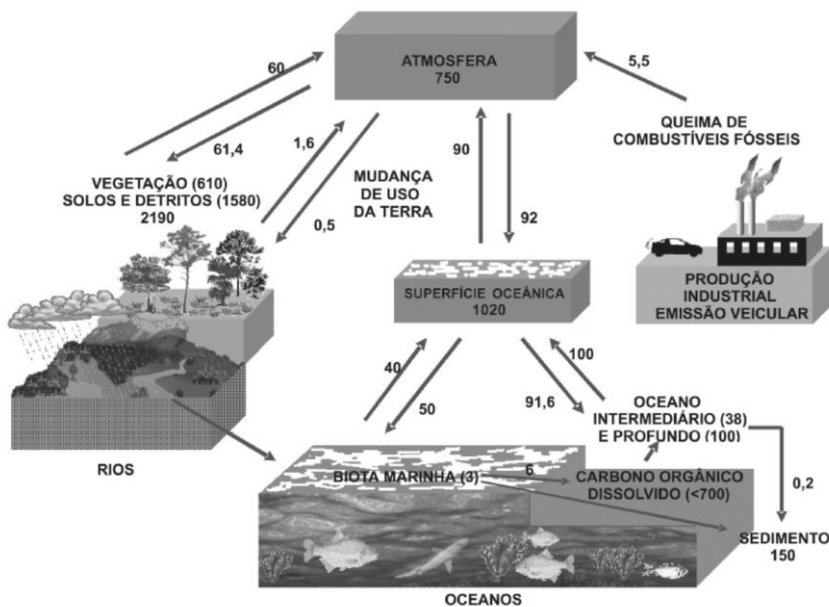 ATMOSFERA
750
60
61,4
5,5
QUEIMA DE
COMBUSTÍVEIS FÓSSEIS
1,6
0,5
MUDANÇA
DE USO
DA TERRA
90
92
VEGETAÇÃO (610)
SOLOS E DETRITOS (1580)
2190
SUPERFÍCIE OCEÂNICA
1020
PRODUÇÃO
INDUSTRIAL
EMISSÃO VEICULAR
40
50
91,6
100
OCEANO
INTERMEDIÁRIO (38)
E PROFUNDO (100)
RIOS
BIOTA MARINHA (3)
6
CARBONO ORGÂNICO
DISSOLVIDO (<700)
0,2
SEDIMENTO
150
OCEANOS